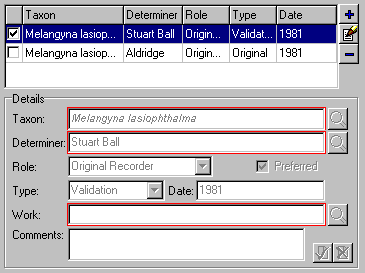 Taxon Determiner Role Type Date
Melangyna lasiop... Stuart Ball Origin... Validat... 1981
Melangyna lasiop... Aldridge Origin... Original 1981
Details
Taxon: Melangyna lasiophthalma
Determiner: Stuart Ball
Role: Original Recorder Preferred
Type: Validation Date: 1981
Work:
Comments: